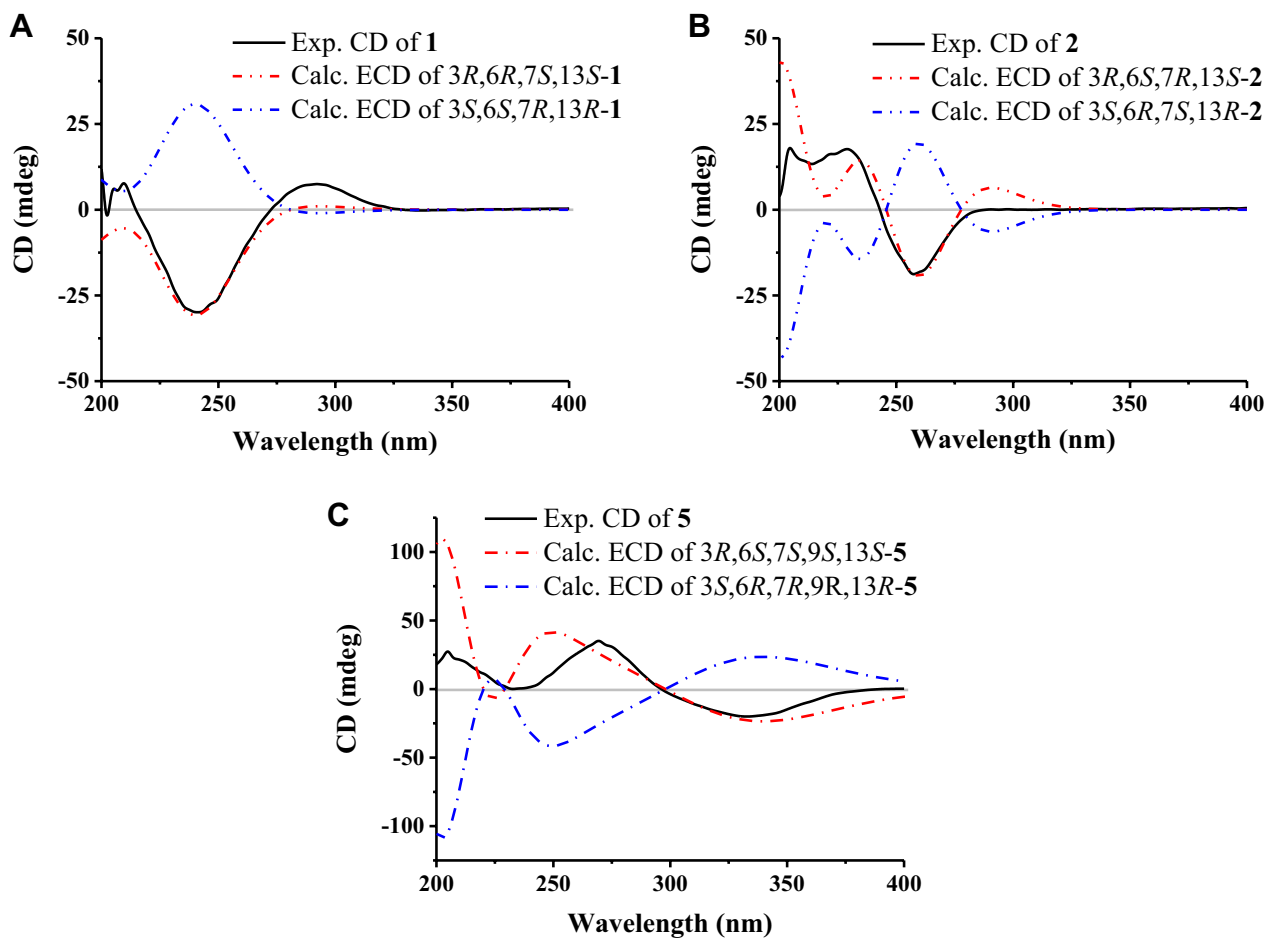 A
Exp. CD of 1
Calc. ECD of 3R,6R,7S,13S-1
Calc. ECD of 3S,6S,7R,13R-1
50
25
0
-25
-50
CD (mdeg)
200
250
300
350
400
Wavelength (nm)
B
Exp. CD of 2
Calc. ECD of 3R,6S,7R,13S-2
Calc. ECD of 3S,6R,7S,13R-2
50
25
0
-25
-50
CD (mdeg)
200
250
300
350
400
Wavelength (nm)
C
Exp. CD of 5
Calc. ECD of 3R,6S,7S,9S,13S-5
Calc. ECD of 3S,6R,7R,9R,13R-5
100
50
0
-50
-100
CD (mdeg)
200
250
300
350
400
Wavelength (nm)